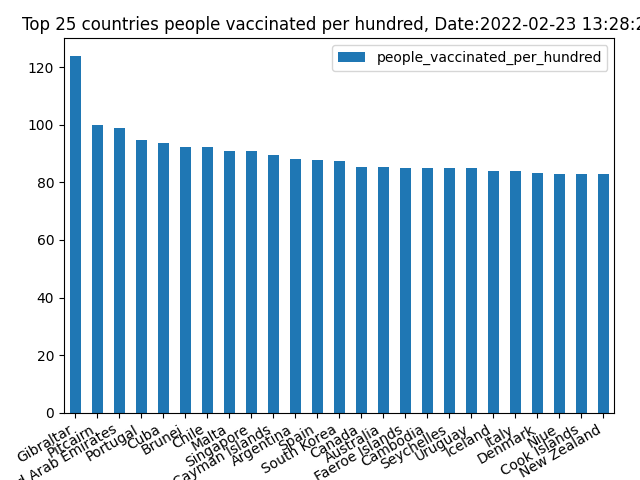 Top 25 countries people vaccinated per hundred, Date:2022-02-23 13:28:2
people_vaccinated_per_hundred
120
100
80
60
40
20
0
Gibraltar
Pitcairn
d Arab Emirates
Portugal
Cuba
Brunei
Chile
Malta
Singapore
Cayman Islands
Argentina
Spain
South Korea
Canada
Australia
Faeroe Islands
Cambodia
Seychelles
Uruguay
Iceland
Italy
Denmark
Niue
Cook Islands
New Zealand